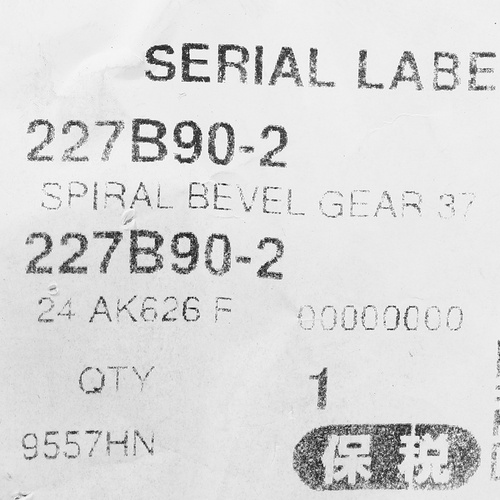 SERIAL LABE
227B90-2
SPIRAL BEVEL GEAR 37
227B90-2
24 AK626 F 00000000
QTY 1
9557HN 保税